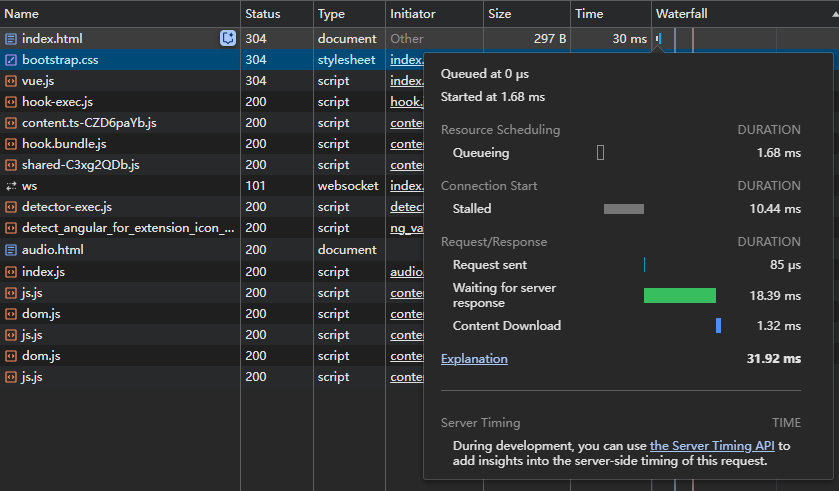 Name Status Type Initiator Size Time Waterfall
index.html 304 document Other 297 B 30 ms
bootstrap.css 304 stylesheet index.
vue.js 304 script index.
hook-exec.js 200 script hook.
content.ts-CZD6paYb.js 200 script conte
hook.bundle.js 200 script conte
shared-C3xg2QDb.js 200 script conte
ws 101 websocket index.
detector-exec.js 200 script detect
detect_angular_for_extension_icon_... 200 script ng_va
audio.html 200 document
index.js 200 script audio.
js.js 200 script conte
dom.js 200 script conte
js.js 200 script conte
dom.js 200 script conte
js.js 200 script conte
Queued at 0 μs
Started at 1.68 ms
Resource Scheduling DURATION
Queueing 1.68 ms
Connection Start DURATION
Stalled 10.44 ms
Request/Response DURATION
Request sent 85 μs
Waiting for server
response 18.39 ms
Content Download 1.32 ms
Explanation 31.92 ms
Server Timing TIME
During development, you can use the Server Timing API to
add insights into the server-side timing of this request.